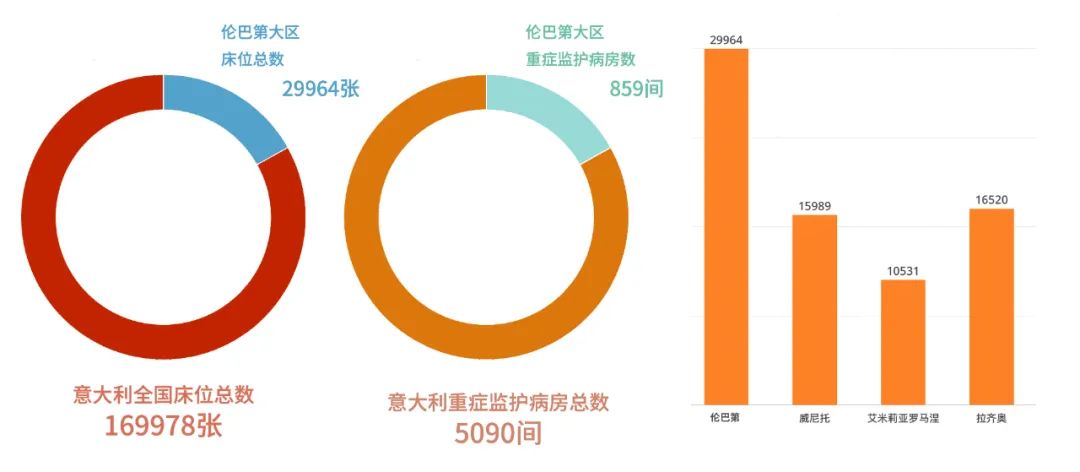 伦巴第大区
床位总数
29964张
意大利全国床位总数
169978张
伦巴第大区
重症监护病房数
859间
意大利重症监护病房总数
5090间
29964
15989
10531
16520
伦巴第
威尼托
艾米莉亚罗马涅
拉齐奥